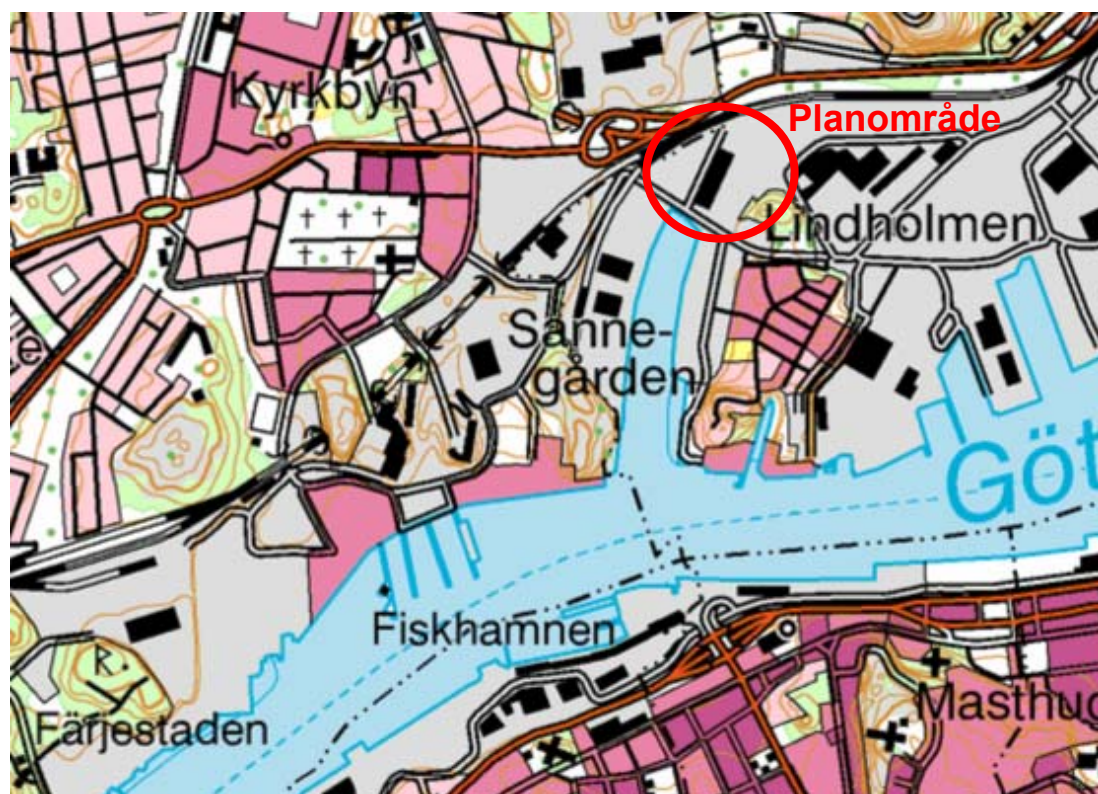 Kyrkbyn
Planområde
Lindholmen
Sanne-
gården
Göt
Fiskhamnen
R.
Färjestaden
Masthug
e